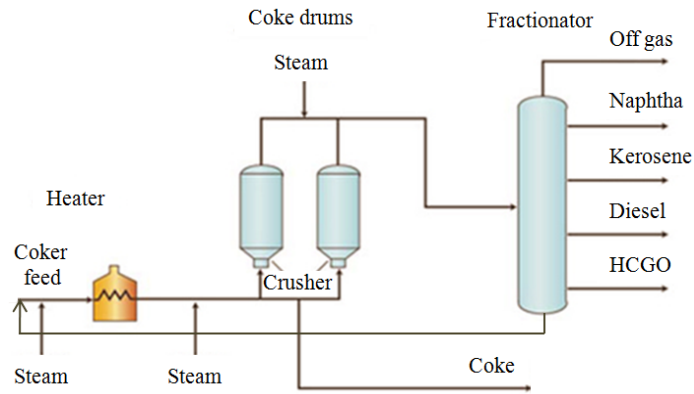 Coke drums
Fractionator
Off gas
Steam
Naphtha
Kerosene
Heater
Diesel
Coker
feed
HCGO
Crusher
Steam
Steam
Coke